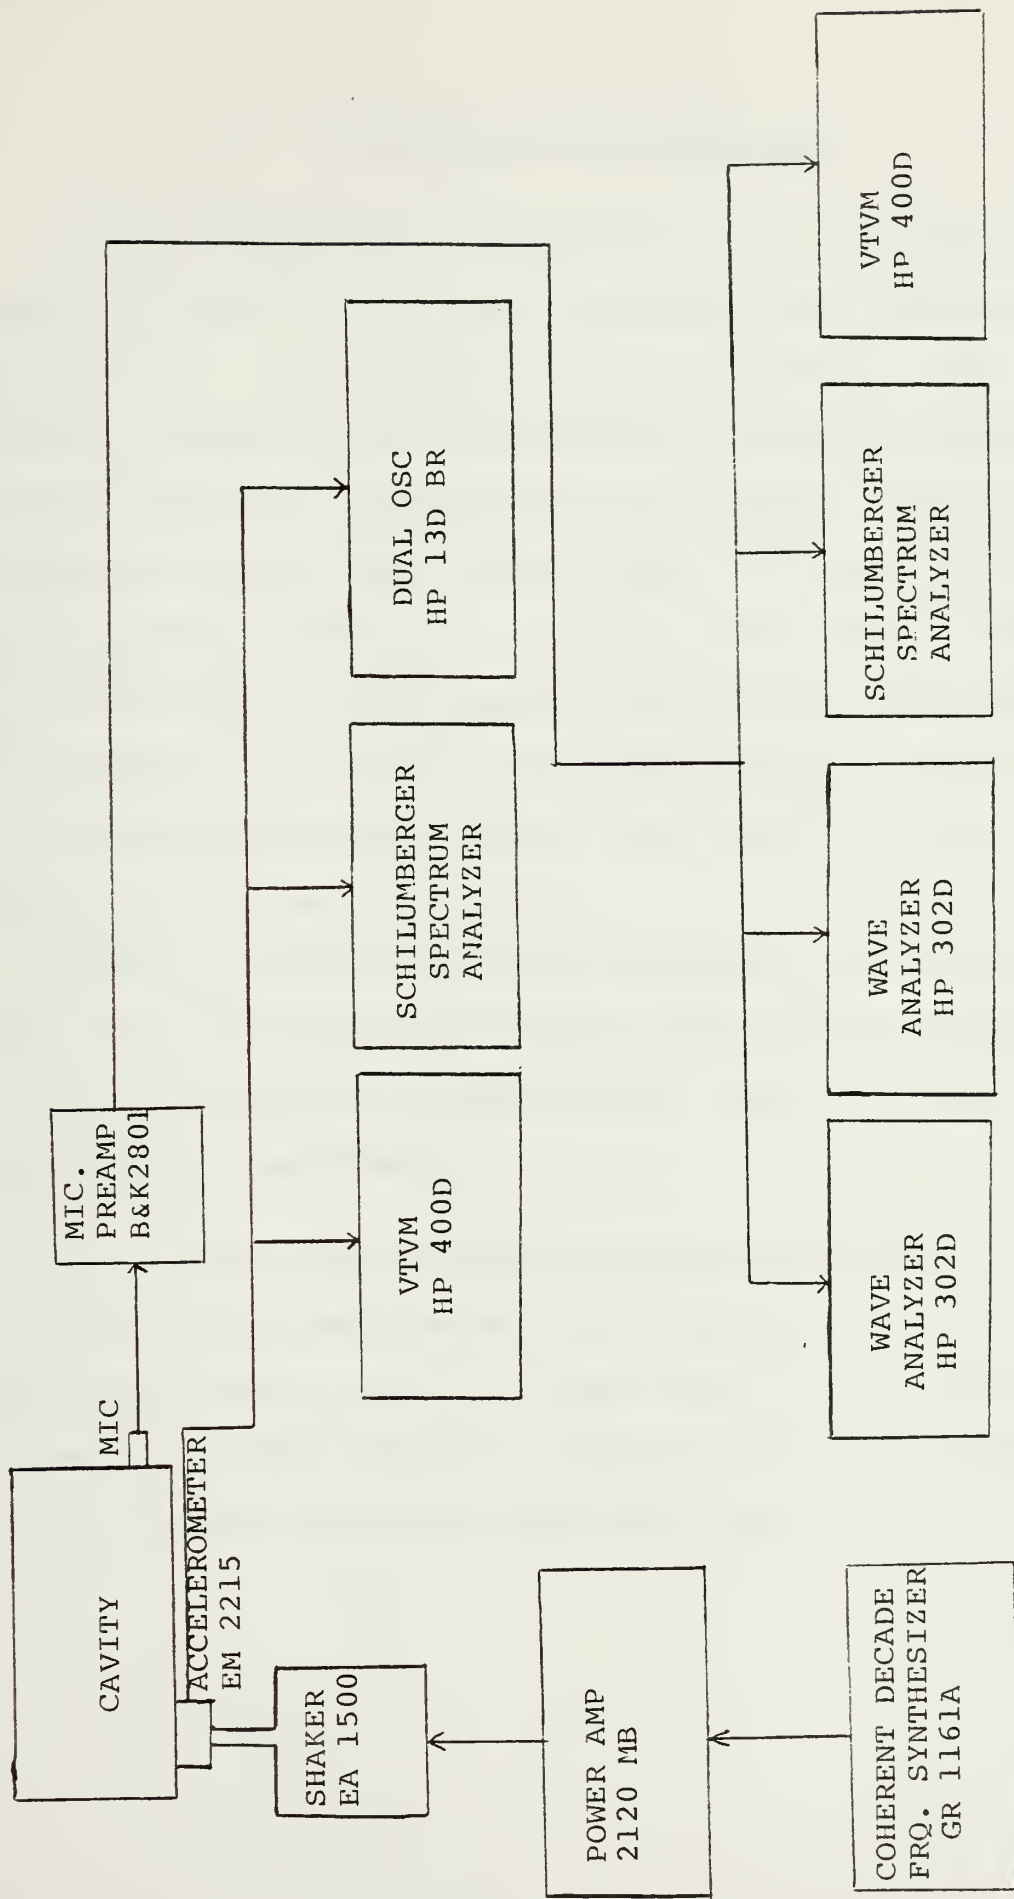 CAVITY
MIC
MIC.
PREAMP
B&K2801
ACCELEROMETER
EM 2215
SHAKER
EA 1500
VTVM
HP 400D
SCHILUMBERGER
SPECTRUM
ANALYZER
DUAL OSC
HP 13D BR
POWER AMP
2120 MB
COHERENT DECADE
FRQ. SYNTHESIZER
GR 1161A
WAVE
ANALYZER
HP 302D
WAVE
ANALYZER
HP 302D
SCHILUMBERGER
SPECTRUM
ANALYZER
VTVM
HP 400D